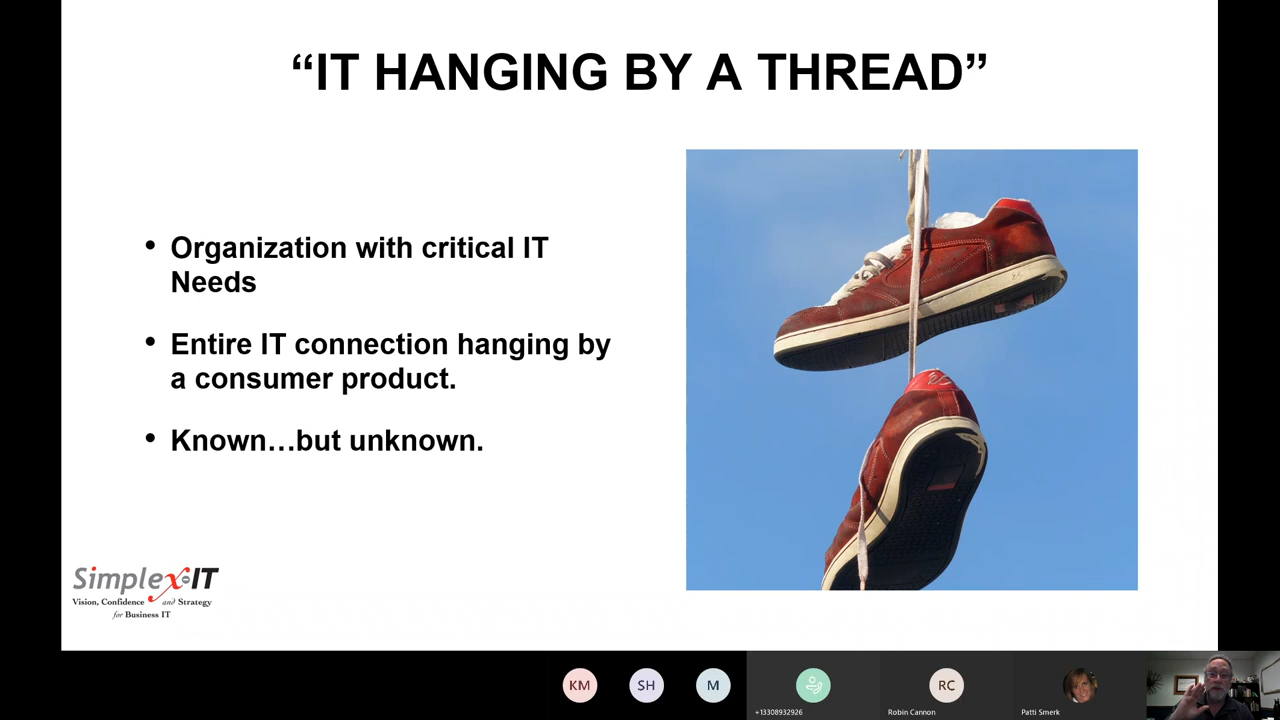 “IT HANGING BY A THREAD”
• Organization with critical IT
Needs
• Entire IT connection hanging by
a consumer product.
• Known…but unknown.
Simplex-IT
Vision, Confidence and Strategy
for Business IT
KM
SH
M
RC
+13308932926
Robin Cannon
Patti Smerk